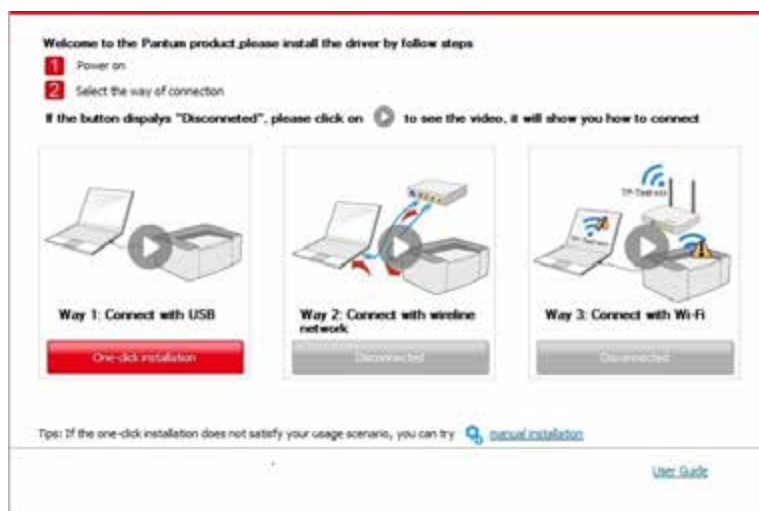 Welcome to the Pantum product,please install the driver by follow steps
1 Power on
2 Select the way of connection
If the button dispalys "Disconneted", please click on to see the video, it will show you how to connect
Way 1: Connect with USB
One-click installation
Way 2: Connect with wireline
network
Disconnected
Way 3: Connect with Wi-Fi
Disconnected
Tips: If the one-click installation does not satisfy your usage scenario, you can try manual installation
User Guide